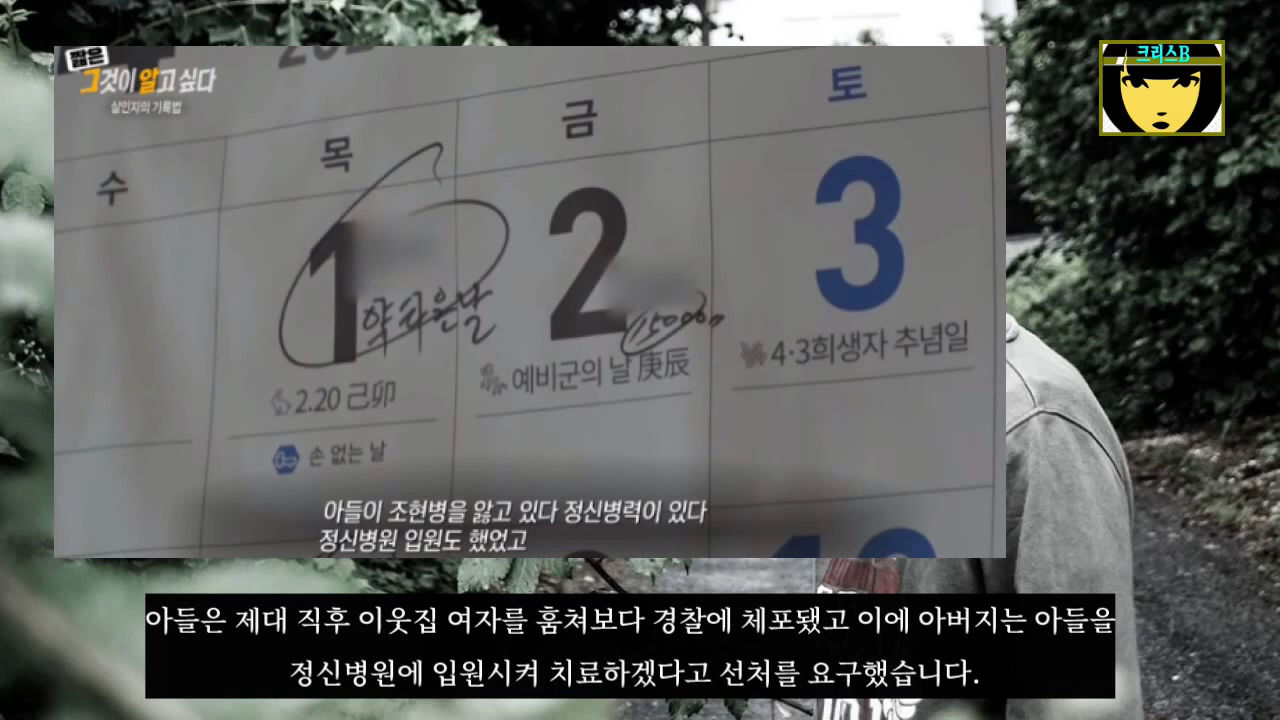 짧은
그것이 알고 싶다
살인자의 기록법
크리스B
수
목
금
토
1
2
3
약 타온날
150000
2.20 己卯
예비군의 날 庚辰
4·3희생자 추념일
손 없는 날
아들이 조현병을 앓고 있다 정신병력이 있다
정신병원 입원도 했었고
아들은 제대 직후 이웃집 여자를 훔쳐보다 경찰에 체포됐고 이에 아버지는 아들을
정신병원에 입원시켜 치료하겠다고 선처를 요구했습니다.